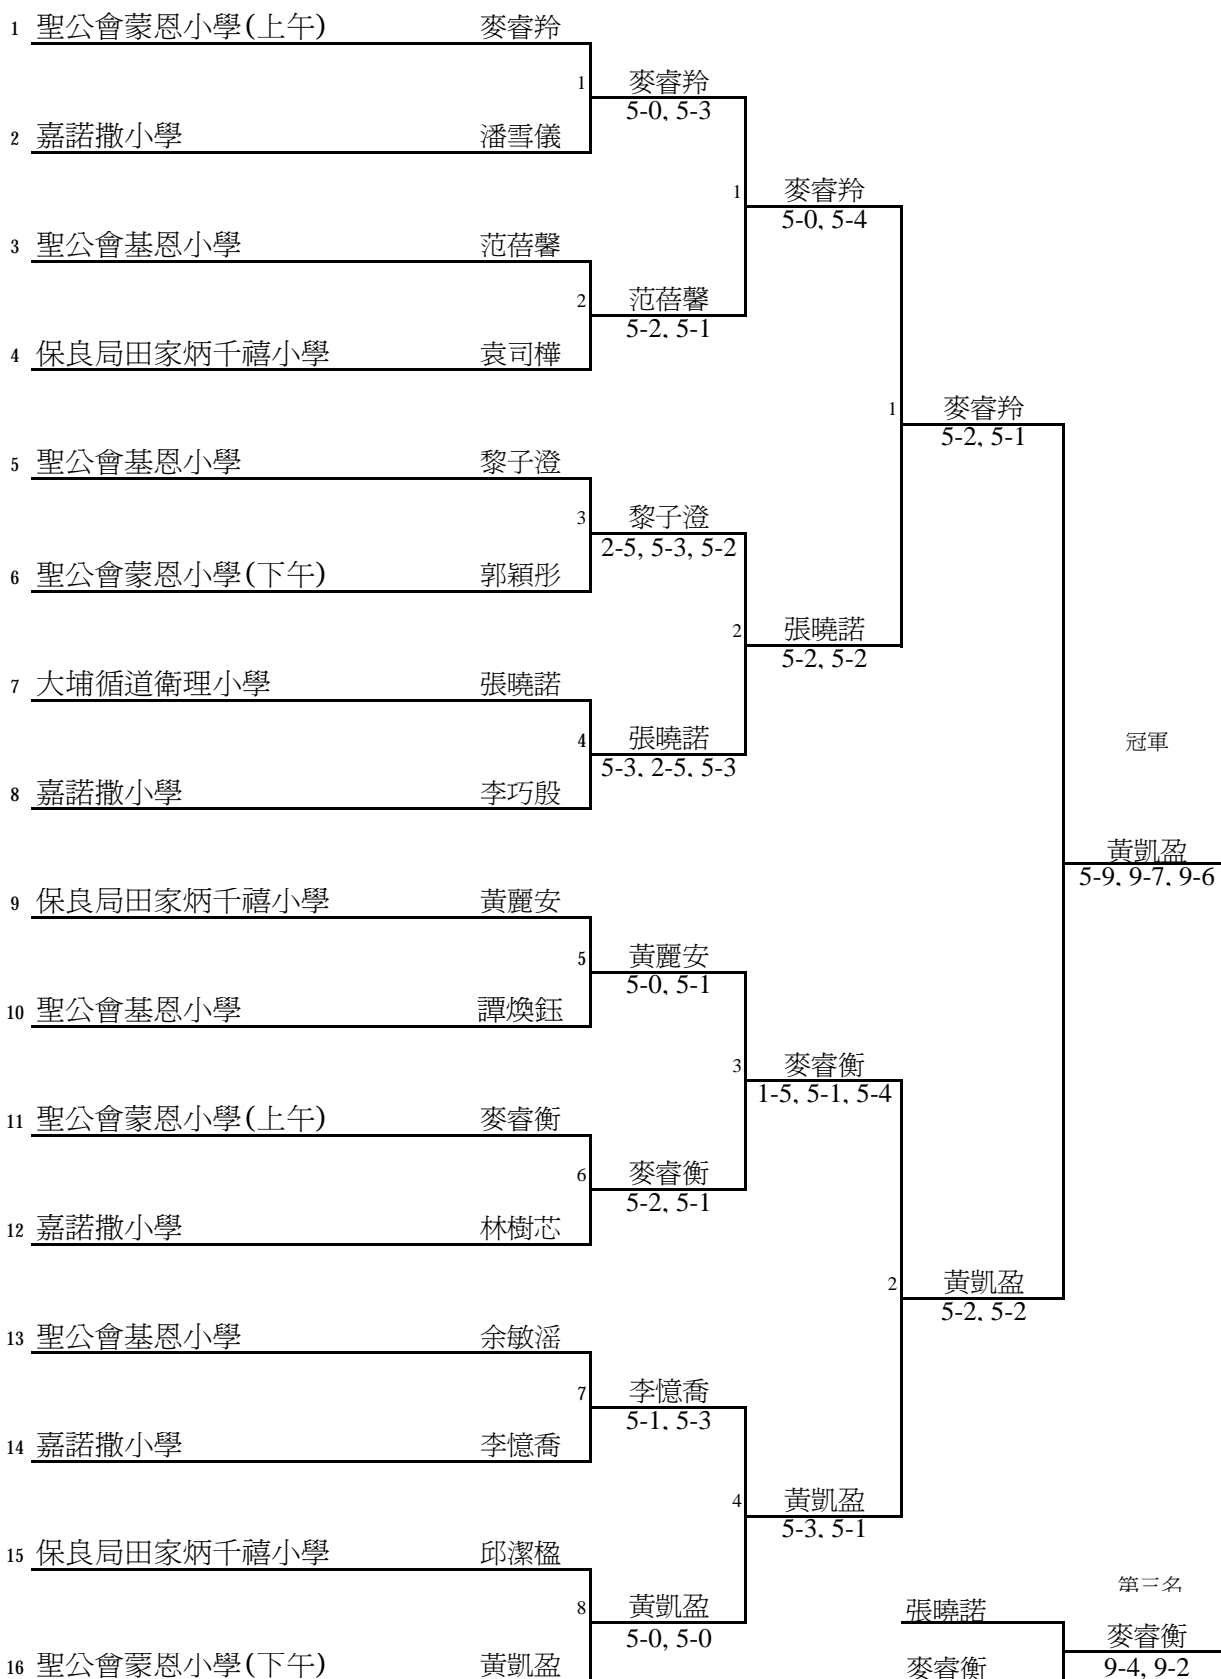 1 聖公會蒙恩小學(上午) 麥睿羚
1 麥睿羚
5-0, 5-3
2 嘉諾撒小學 潘雪儀
1 麥睿羚
5-0, 5-4
3 聖公會基恩小學 范蓓馨
2 范蓓馨
5-2, 5-1
4 保良局田家炳千禧小學 袁司樺
1 麥睿羚
5-2, 5-1
5 聖公會基恩小學 黎子澄
3 黎子澄
2-5, 5-3, 5-2
6 聖公會蒙恩小學(下午) 郭穎彤
2 張曉諾
5-2, 5-2
7 大埔循道衛理小學 張曉諾
4 張曉諾
5-3, 2-5, 5-3
冠軍
8 嘉諾撒小學 李巧殷
黃凱盈
5-9, 9-7, 9-6
9 保良局田家炳千禧小學 黃麗安
5 黃麗安
5-0, 5-1
10 聖公會基恩小學 譚煥鈺
3 麥睿衡
1-5, 5-1, 5-4
11 聖公會蒙恩小學(上午) 麥睿衡
6 麥睿衡
5-2, 5-1
12 嘉諾撒小學 林樹芯
2 黃凱盈
5-2, 5-2
13 聖公會基恩小學 余敏滛
7 李憶喬
5-1, 5-3
14 嘉諾撒小學 李憶喬
4 黃凱盈
5-3, 5-1
15 保良局田家炳千禧小學 邱潔楹
第三名
8 黃凱盈
5-0, 5-0
張曉諾
麥睿衡
9-4, 9-2
16 聖公會蒙恩小學(下午) 黃凱盈
麥睿衡